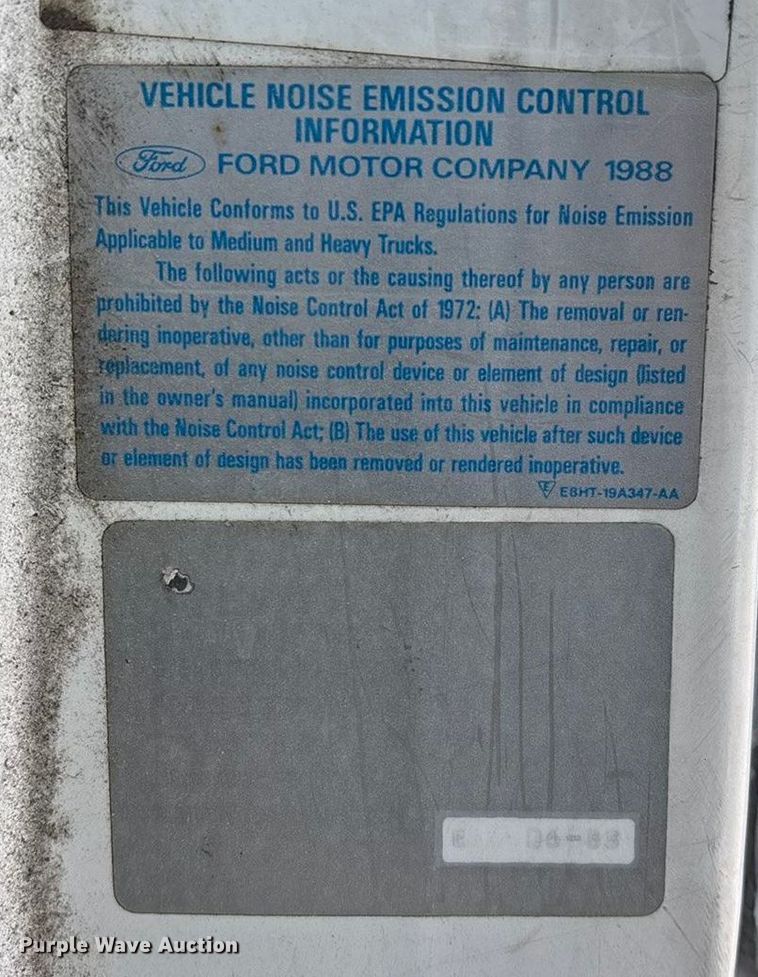 VEHICLE NOISE EMISSION CONTROL
INFORMATION
Ford FORD MOTOR COMPANY 1988
This Vehicle Conforms to U.S. EPA Regulations for Noise Emission
Applicable to Medium and Heavy Trucks.
The following acts or the causing thereof by any person are
prohibited by the Noise Control Act of 1972: (A) The removal or ren-
dering inoperative, other than for purposes of maintenance, repair, or
replacement, of any noise control device or element of design (listed
in the owner's manual) incorporated into this vehicle in compliance
with the Noise Control Act; (B) The use of this vehicle after such device
or element of design has been removed or rendered inoperative.
E E8HT-19A347-AA
Purple Wave Auction